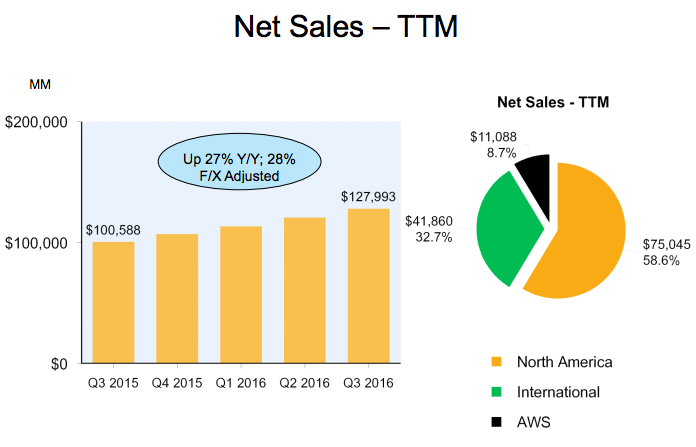 Net Sales – TTM
MM
$200,000
$100,000
$0
Up 27% Y/Y; 28%
F/X Adjusted
$100,588
$127,993
Q3 2015
Q4 2015
Q1 2016
Q2 2016
Q3 2016
Net Sales - TTM
$11,088
8.7%
$41,860
32.7%
$75,045
58.6%
North America
International
AWS